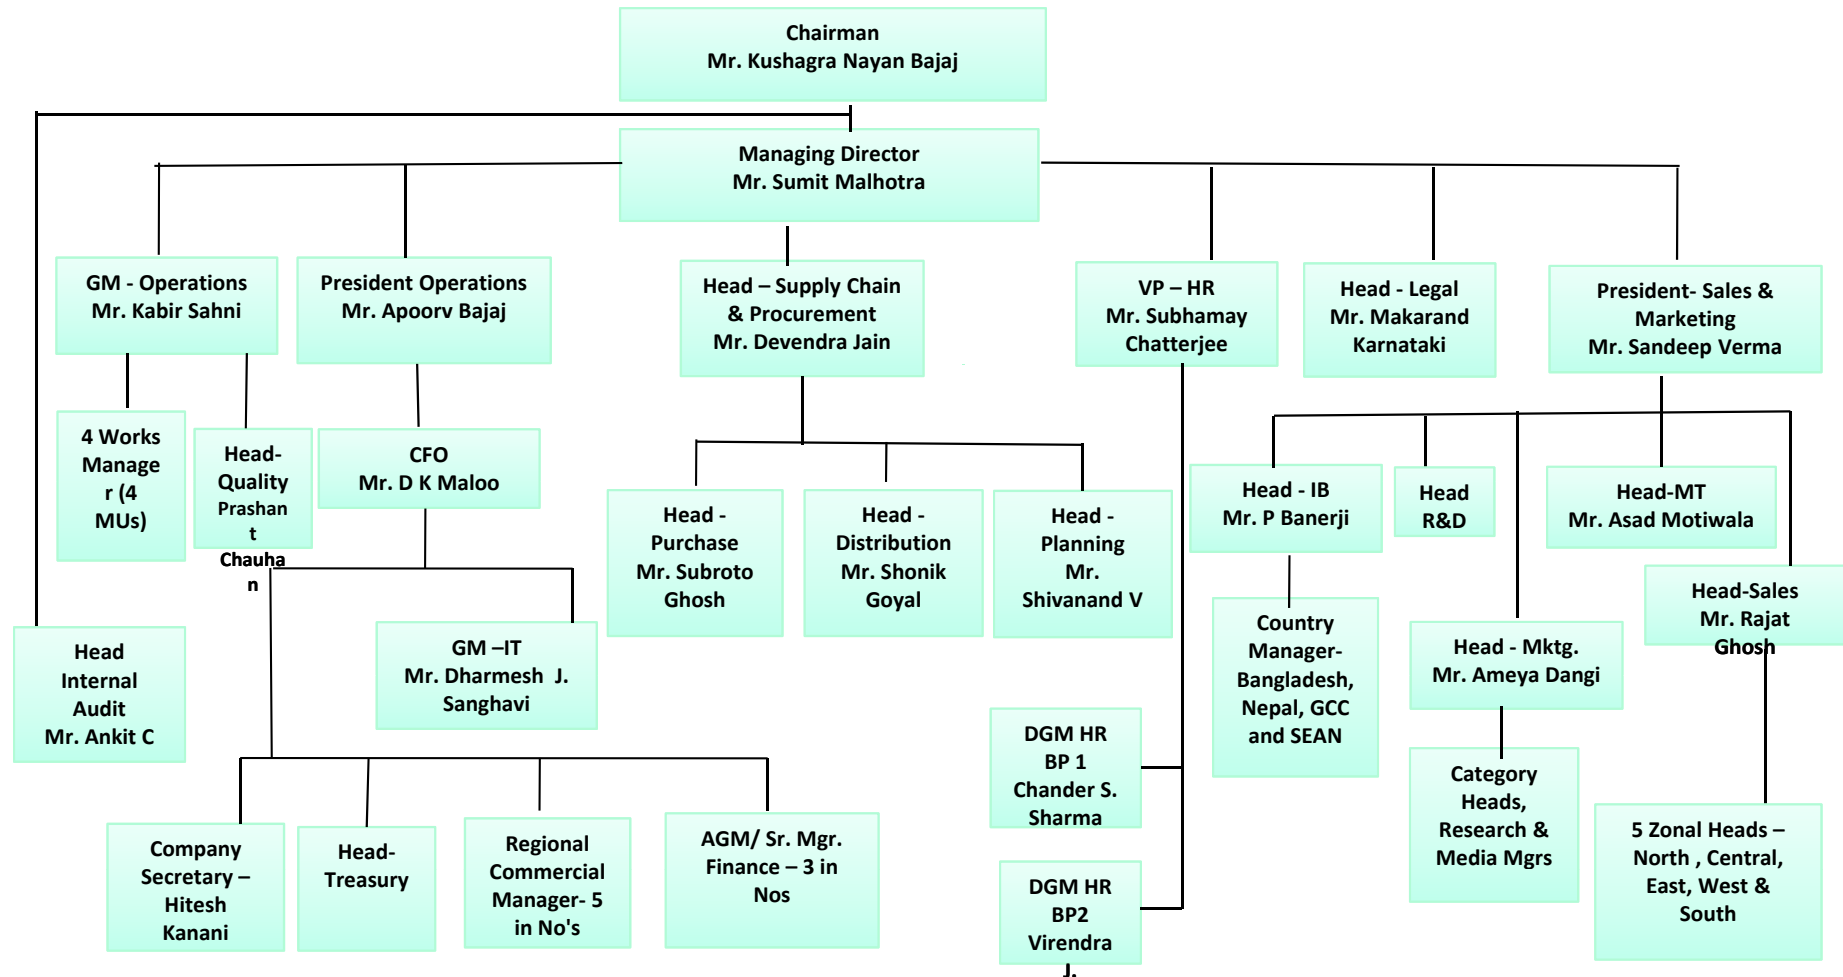 Chairman
Mr. Kushagra Nayan Bajaj
Managing Director
Mr. Sumit Malhotra
GM - Operations
Mr. Kabir Sahni
President Operations
Mr. Apoorv Bajaj
Head – Supply Chain
& Procurement
Mr. Devendra Jain
VP – HR
Mr. Subhamay
Chatterjee
Head - Legal
Mr. Makarand
Karnataki
President- Sales &
Marketing
Mr. Sandeep Verma
4 Works
Manage
r (4
MUs)
Head-
Quality
Prashan
t
Chauha
n
CFO
Mr. D K Maloo
Head -
Purchase
Mr. Subroto
Ghosh
Head -
Distribution
Mr. Shonik
Goyal
Head -
Planning
Mr.
Shivanand V
Head - IB
Mr. P Banerji
Head
R&D
Head-MT
Mr. Asad Motiwala
Head-Sales
Mr. Rajat
Ghosh
Head
Internal
Audit
Mr. Ankit C
GM –IT
Mr. Dharmesh J.
Sanghavi
Country
Manager-
Bangladesh,
Nepal, GCC
and SEAN
Head - Mktg.
Mr. Ameya Dangi
DGM HR
BP 1
Chander S.
Sharma
Category
Heads,
Research &
Media Mgrs
Company
Secretary –
Hitesh
Kanani
Head-
Treasury
Regional
Commercial
Manager- 5
in No's
AGM/ Sr. Mgr.
Finance – 3 in
Nos
DGM HR
BP2
Virendra
J.
5 Zonal Heads –
North , Central,
East, West &
South